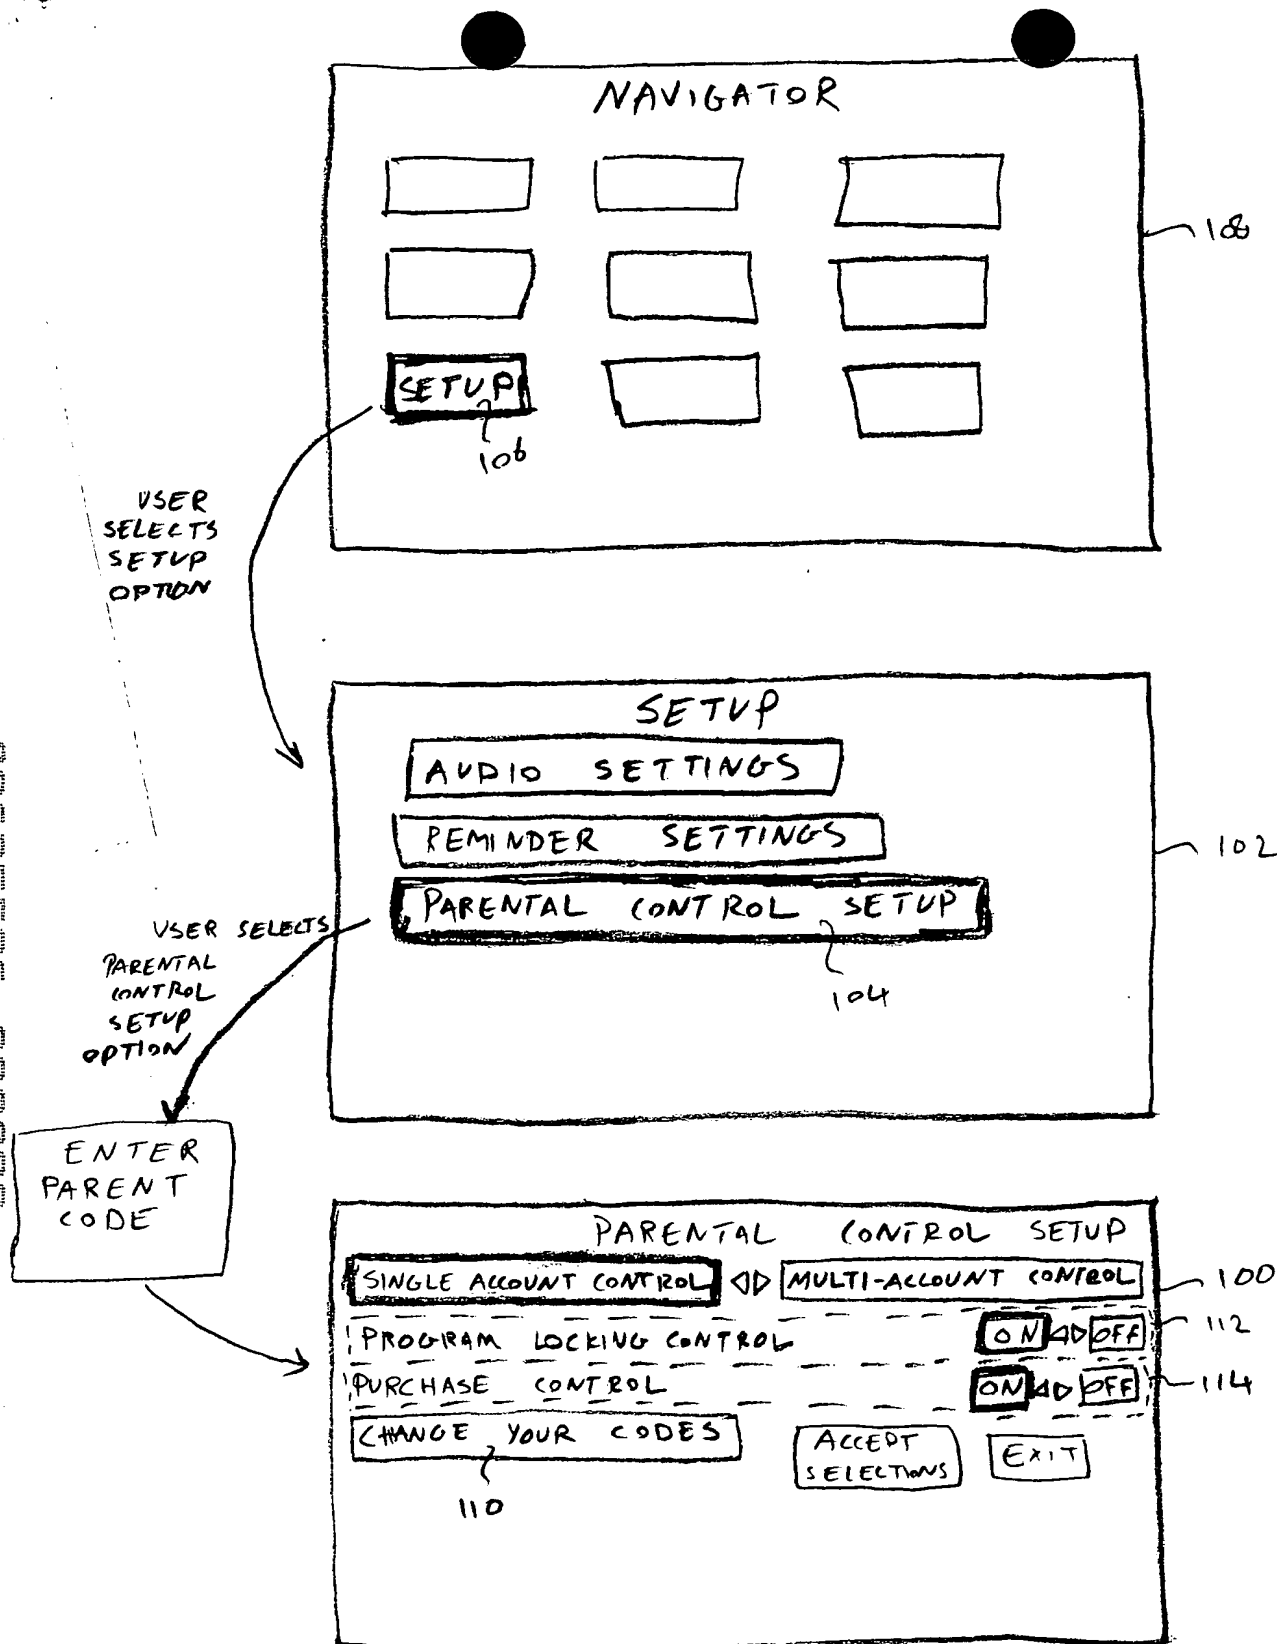 NAVIGATOR
108
SETUP
106
USER
SELECTS
SETUP
OPTION
SETUP
AUDIO SETTINGS
REMINDER SETTINGS
102
PARENTAL CONTROL SETUP
104
USER SELECTS
PARENTAL
CONTROL
SETUP
OPTION
ENTER
PARENT
CODE
PARENTAL CONTROL SETUP
SINGLE ACCOUNT CONTROL ◁▷ MULTI-ACCOUNT CONTROL
100
PROGRAM LOCKING CONTROL ON ◁▷ OFF
112
PURCHASE CONTROL ON ◁▷ OFF
114
CHANGE YOUR CODES
ACCEPT
SELECTIONS
EXIT
110